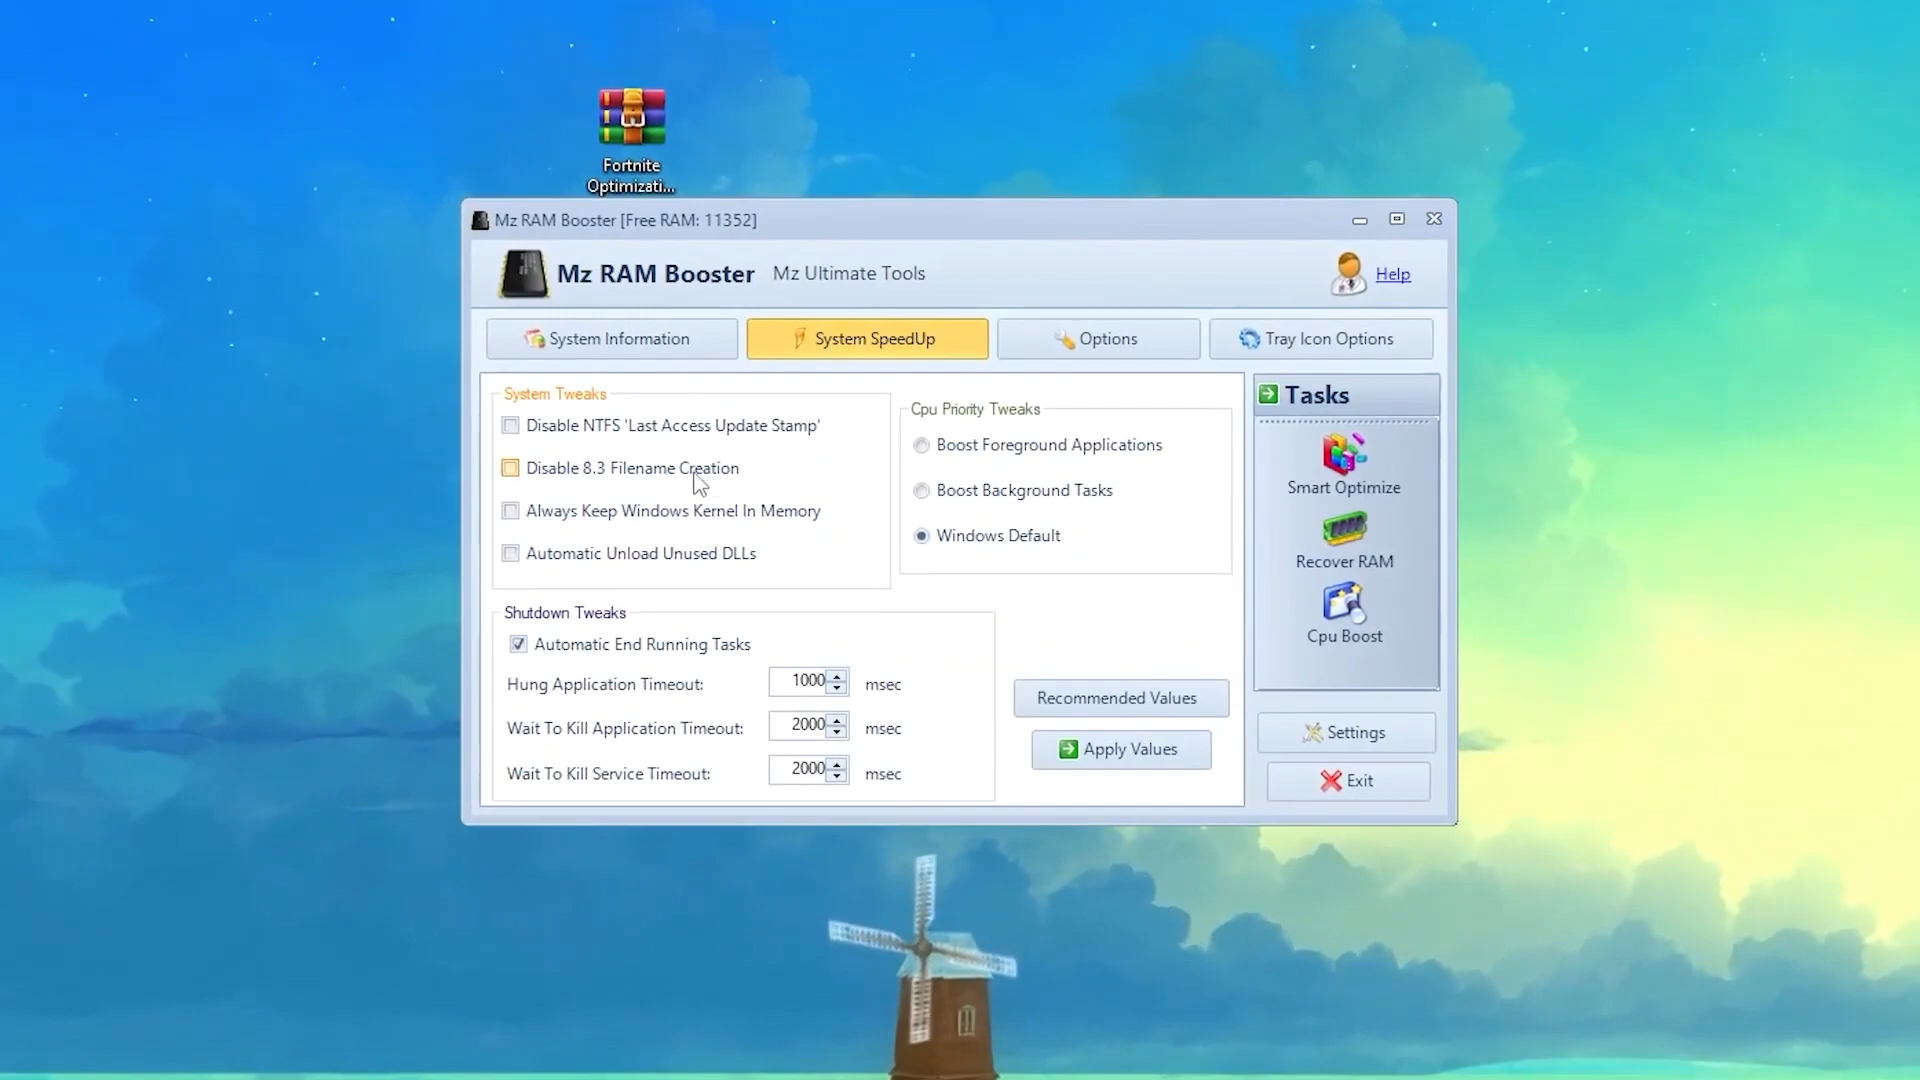 Fortnite
Optimizati...
Mz RAM Booster [Free RAM: 11352]
Mz RAM Booster Mz Ultimate Tools
Help
System Information
System SpeedUp
Options
Tray Icon Options
System Tweaks
Disable NTFS 'Last Access Update Stamp'
Disable 8.3 Filename Creation
Always Keep Windows Kernel In Memory
Automatic Unload Unused DLLs
Cpu Priority Tweaks
Boost Foreground Applications
Boost Background Tasks
Windows Default
Shutdown Tweaks
Automatic End Running Tasks
Hung Application Timeout: 1000 msec
Wait To Kill Application Timeout: 2000 msec
Wait To Kill Service Timeout: 2000 msec
Recommended Values
Apply Values
Tasks
Smart Optimize
Recover RAM
Cpu Boost
Settings
Exit